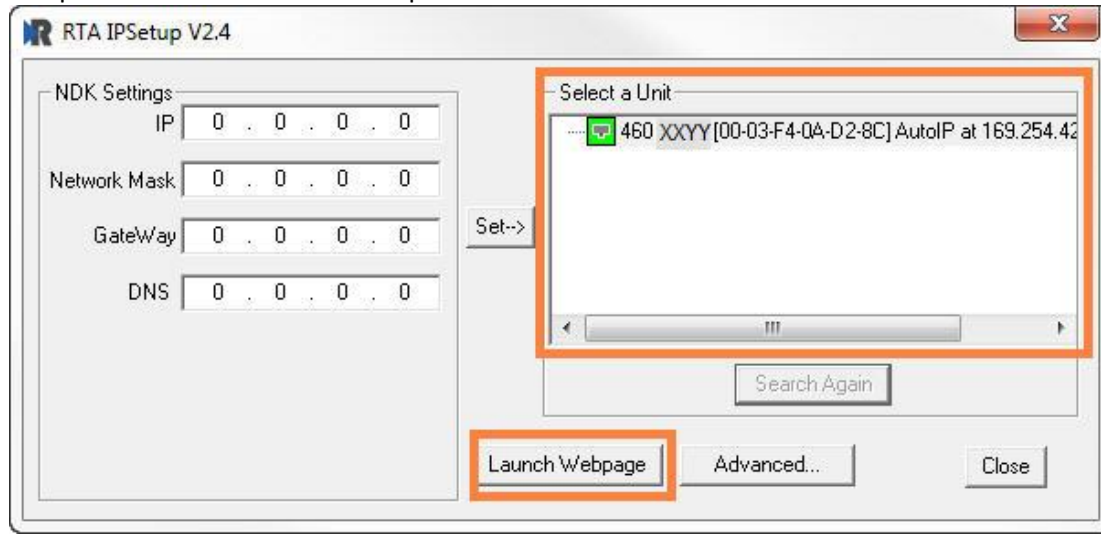 RTA IPSetup V2.4
NDK Settings
IP 0 . 0 . 0 . 0
Network Mask 0 . 0 . 0 . 0
GateWay 0 . 0 . 0 . 0
DNS 0 . 0 . 0 . 0
Set-->
Select a Unit
460 XXYY [00-03-F4-0A-D2-8C] AutoIP at 169.254.42
Search Again
Launch Webpage
Advanced...
Close